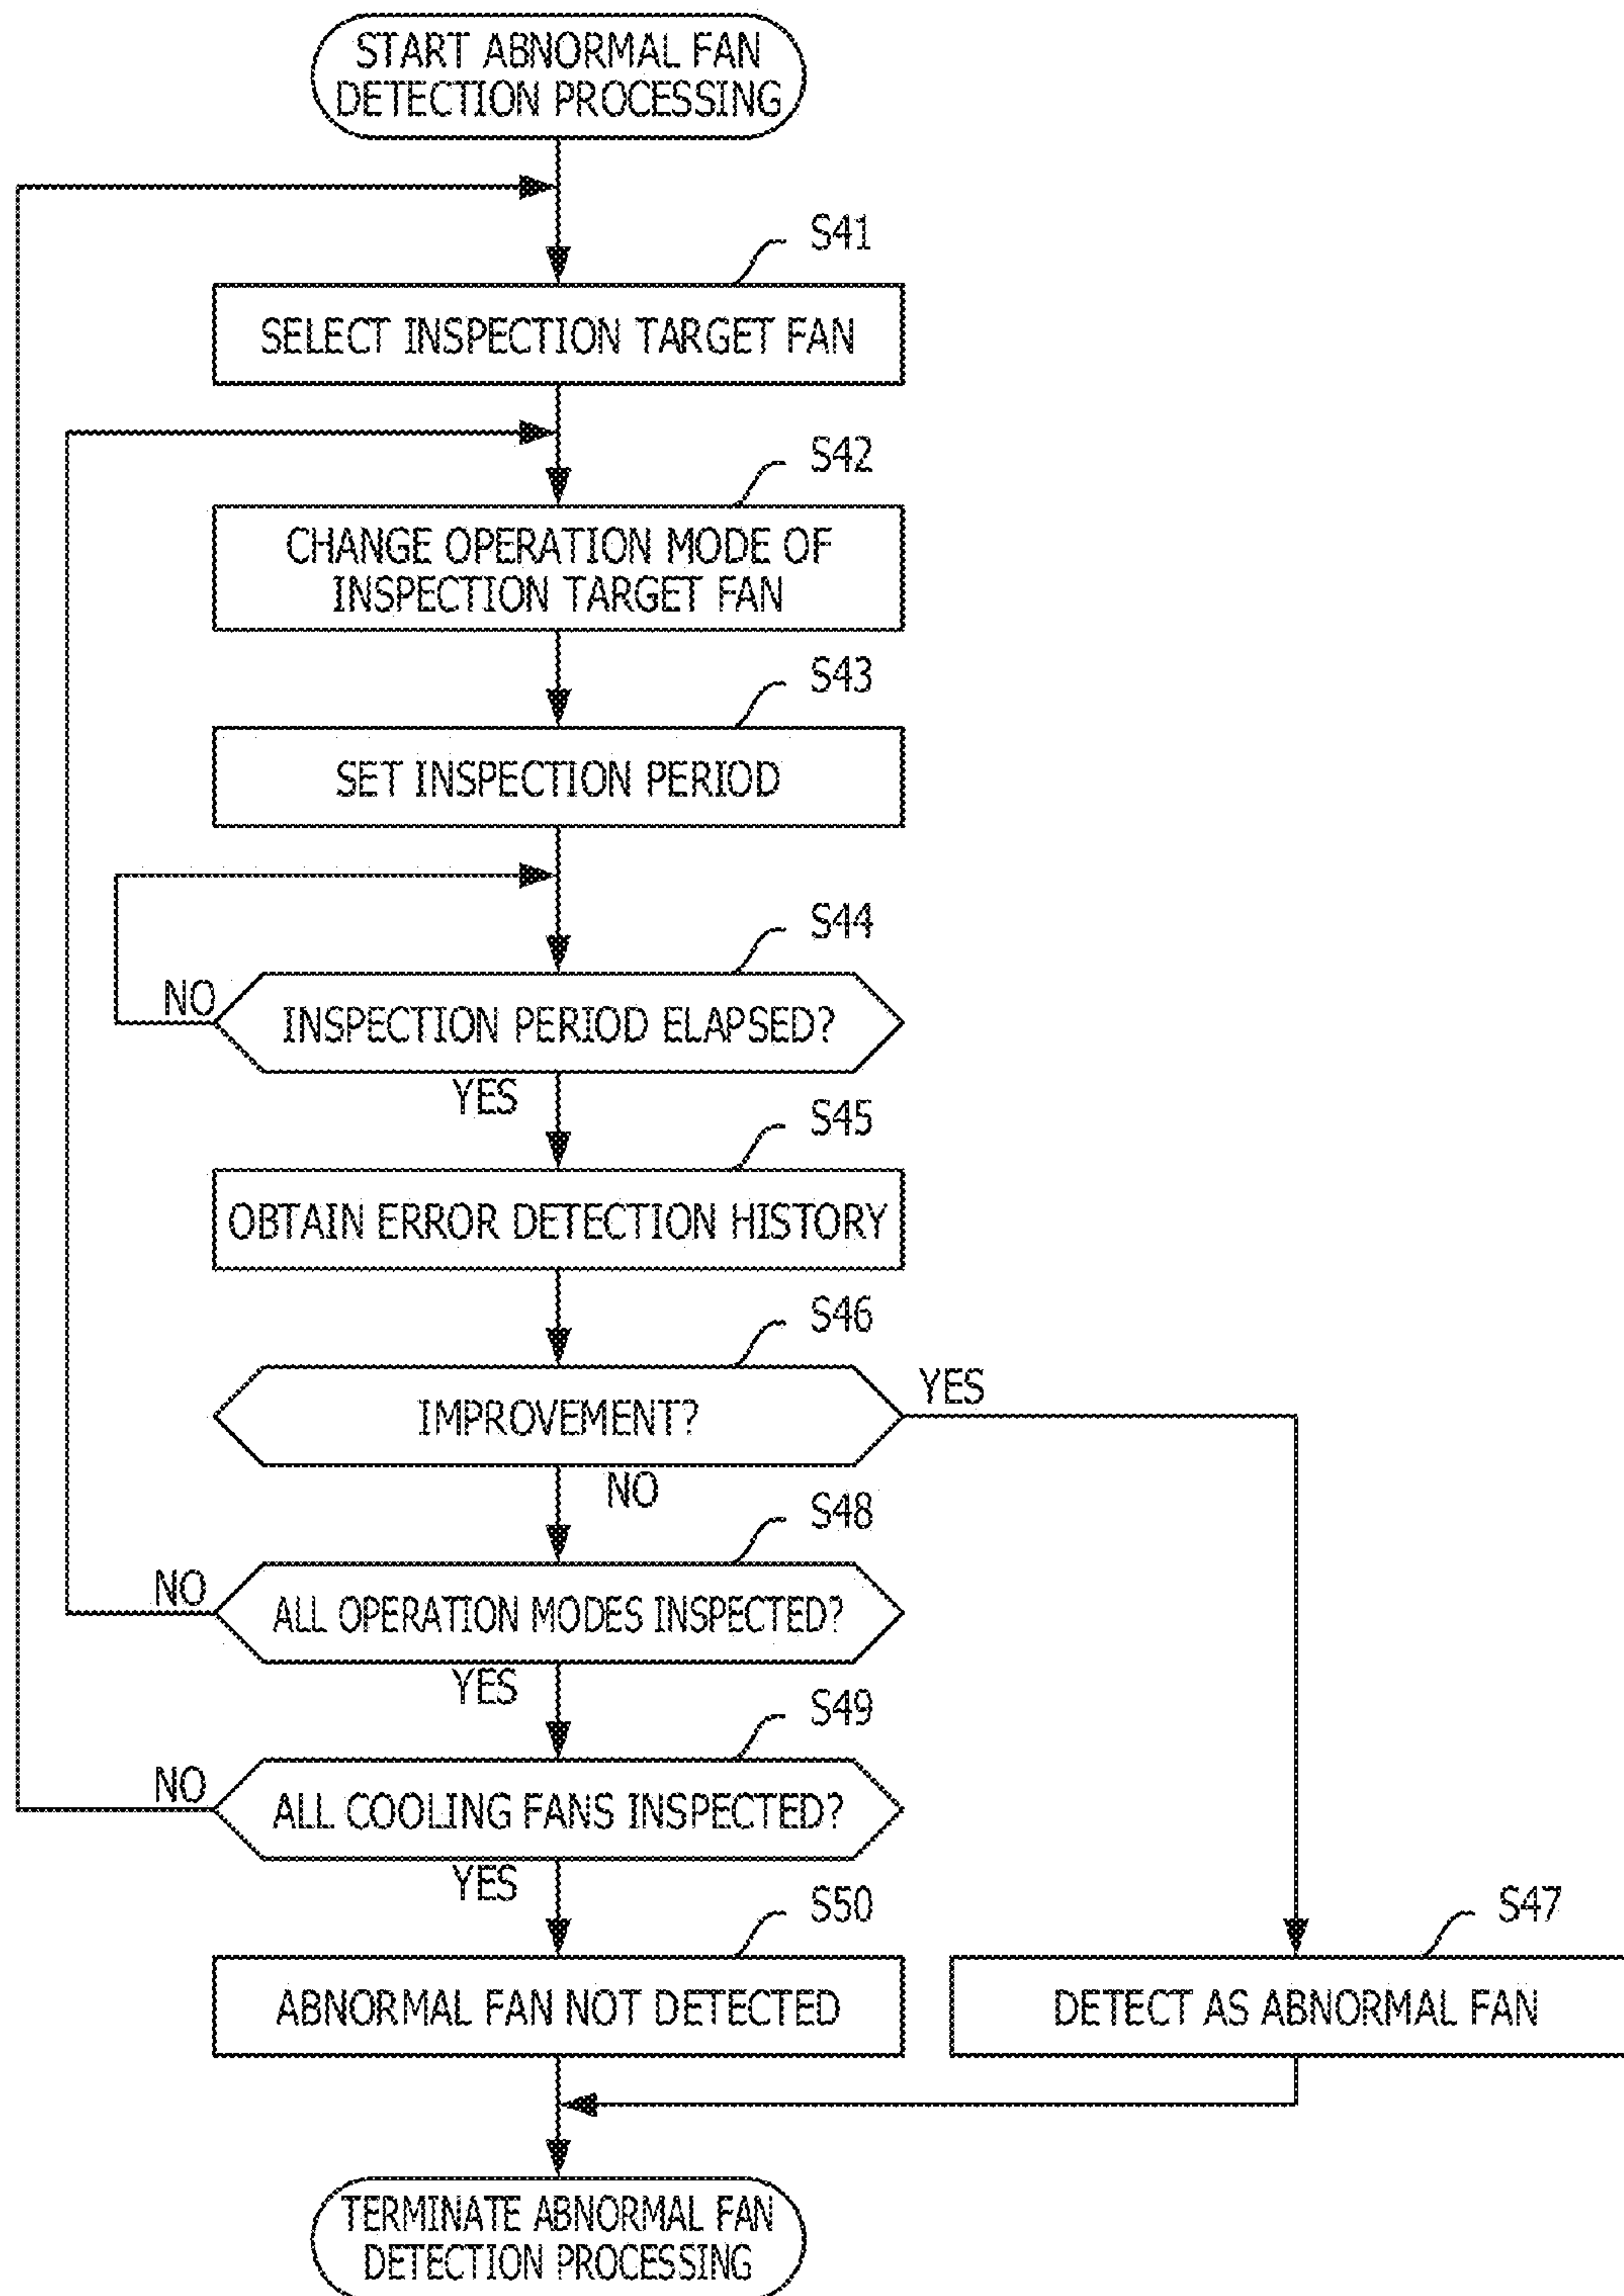 START ABNORMAL FAN
DETECTION PROCESSING
S41
SELECT INSPECTION TARGET FAN
S42
CHANGE OPERATION MODE OF
INSPECTION TARGET FAN
S43
SET INSPECTION PERIOD
S44
NO
INSPECTION PERIOD ELAPSED?
YES
S45
OBTAIN ERROR DETECTION HISTORY
S46
YES
IMPROVEMENT?
NO
S48
NO
ALL OPERATION MODES INSPECTED?
YES
S49
NO
ALL COOLING FANS INSPECTED?
YES
S50
S47
ABNORMAL FAN NOT DETECTED
DETECT AS ABNORMAL FAN
TERMINATE ABNORMAL FAN
DETECTION PROCESSING